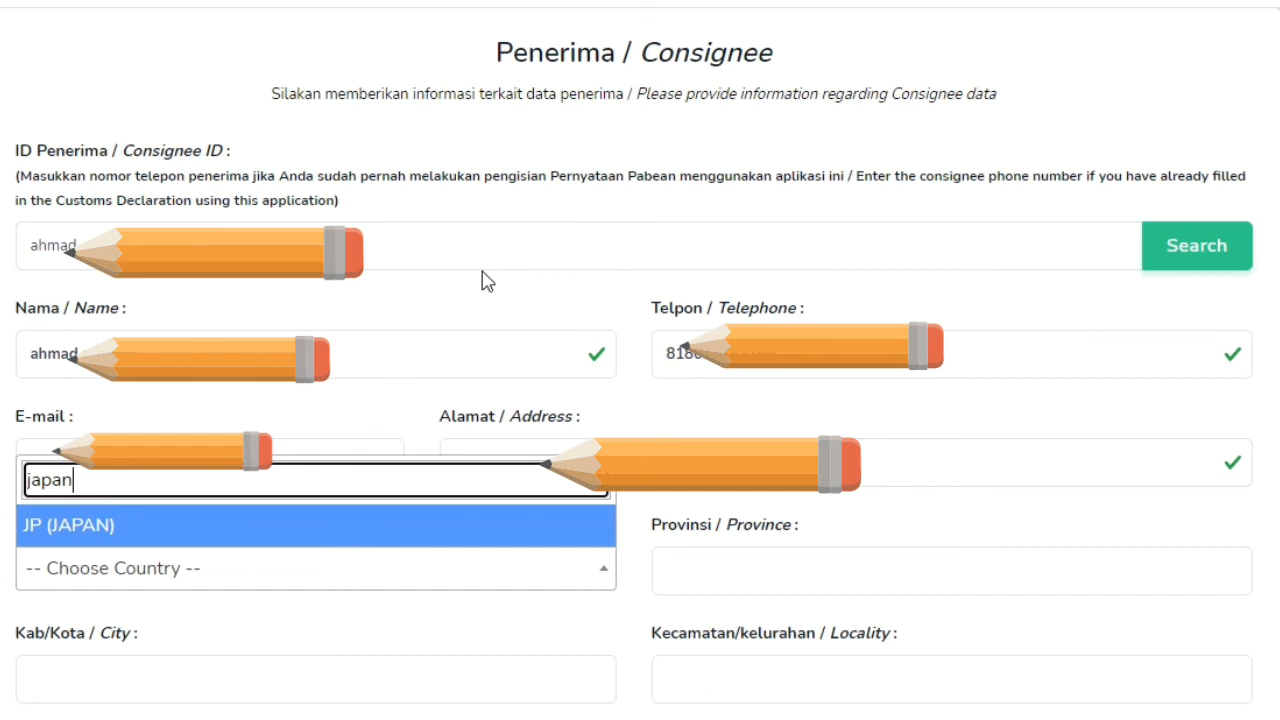 Penerima / Consignee
Silakan memberikan informasi terkait data penerima / Please provide information regarding Consignee data
ID Penerima / Consignee ID :
(Masukkan nomor telepon penerima jika Anda sudah pernah melakukan pengisian Pernyataan Pabean menggunakan aplikasi ini / Enter the consignee phone number if you have already filled
in the Customs Declaration using this application)
ahmad
Search
Nama / Name :
Telpon / Telephone :
ahmad
E-mail :
Alamat / Address :
japan
JP (JAPAN)
Provinsi / Province :
-- Choose Country --
Kab/Kota / City :
Kecamatan/kelurahan / Locality :